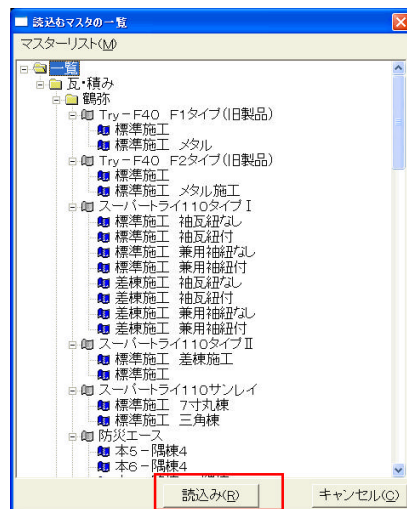 読込むマスタの一覧
マスターリスト(M)
一覧
瓦・積み
鶴弥
Try-F40 F1タイプ(旧製品)
標準施工
標準施工 メタル
Try-F40 F2タイプ(旧製品)
標準施工
標準施工 メタル施工
スーパートライ110タイプⅠ
標準施工 袖瓦紐なし
標準施工 袖瓦紐付
標準施工 兼用袖紐なし
標準施工 兼用袖紐付
差棟施工 袖瓦紐なし
差棟施工 袖瓦紐付
差棟施工 兼用袖紐なし
差棟施工 兼用袖紐付
スーパートライ110タイプⅡ
標準施工 差棟施工
標準施工
スーパートライ110サンレイ
標準施工 7寸丸棟
標準施工 三角棟
防災エース
本5-隅棟4
本6-隅棟4
読込み(R)
キャンセル(C)